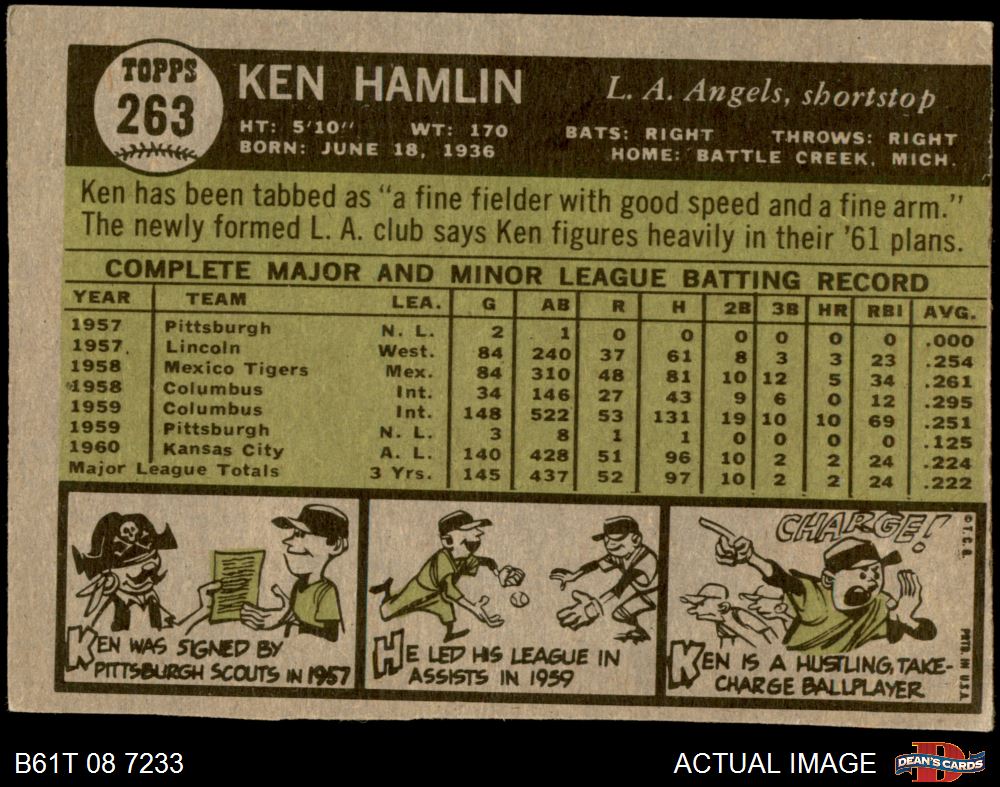 TOPPS
263
KEN HAMLIN
L. A. Angels, shortstop
HT: 5'10" WT: 170 BATS: RIGHT THROWS: RIGHT
BORN: JUNE 18, 1936 HOME: BATTLE CREEK, MICH.
Ken has been tabbed as "a fine fielder with good speed and a fine arm."
The newly formed L. A. club says Ken figures heavily in their '61 plans.
COMPLETE MAJOR AND MINOR LEAGUE BATTING RECORD
YEAR TEAM LEA. G AB R H 2B 3B HR RBI AVG.
1957 Pittsburgh N. L. 2 1 0 0 0 0 0 0 .000
1957 Lincoln West. 84 240 37 61 8 3 3 23 .254
1958 Mexico Tigers Mex. 84 310 48 81 10 12 5 34 .261
1958 Columbus Int. 34 146 27 43 9 6 0 12 .295
1959 Columbus Int. 148 522 53 131 19 10 10 69 .251
1959 Pittsburgh N. L. 3 8 1 1 0 0 0 0 .125
1960 Kansas City A. L. 140 428 51 96 10 2 2 24 .224
Major League Totals 3 Yrs. 145 437 52 97 10 2 2 24 .222
KEN WAS SIGNED BY
PITTSBURGH SCOUTS IN 1957
HE LED HIS LEAGUE IN
ASSISTS IN 1959
CHARGE!
KEN IS A HUSTLING, TAKE-
CHARGE BALLPLAYER
© T. C. G.
PRTD. IN U.S.A.
B61T 08 7233
ACTUAL IMAGE
DEAN'S CARDS